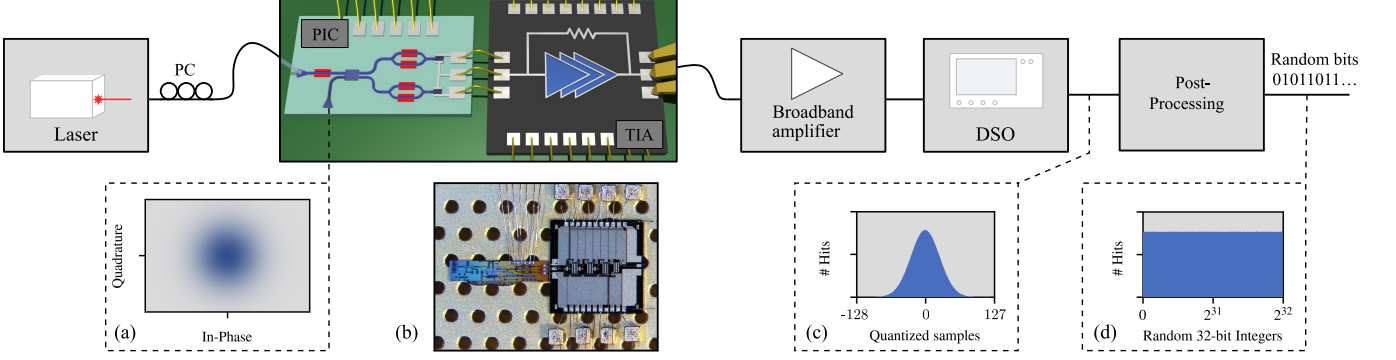 PIC
TIA
PC
Laser
Broadband
amplifier
DSO
Post-
Processing
Random bits
01011011...
Quadrature
In-Phase
(a)
(b)
# Hits
-128
0
127
Quantized samples
(c)
# Hits
0
2^31
2^32
Random 32-bit Integers
(d)